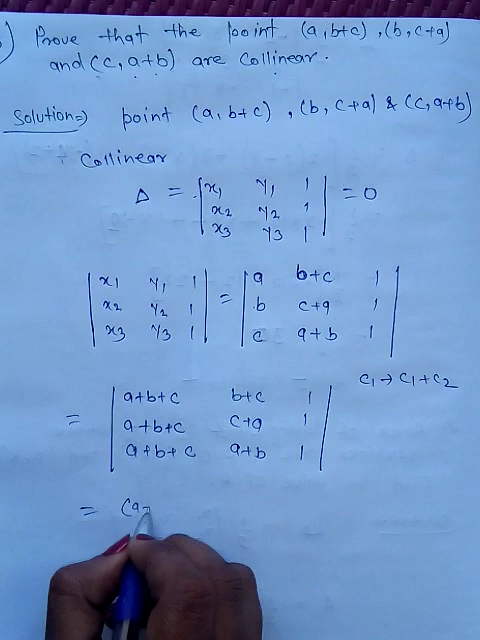 ) Prove that the point (a, b+c), (b, c+a)
and (c, a+b) are collinear.
Solution⇒ point (a, b+c), (b, c+a) & (c, a+b)
Collinear
Δ = | x1 y1 1 | = 0
x2 y2 1
x3 y3 1
| x1 y1 1 | = | a b+c 1 |
x2 y2 1 b c+a 1
x3 y3 1 c a+b 1
C1 → C1 + C2
= | a+b+c b+c 1 |
a+b+c c+a 1
a+b+c a+b 1
= (a+